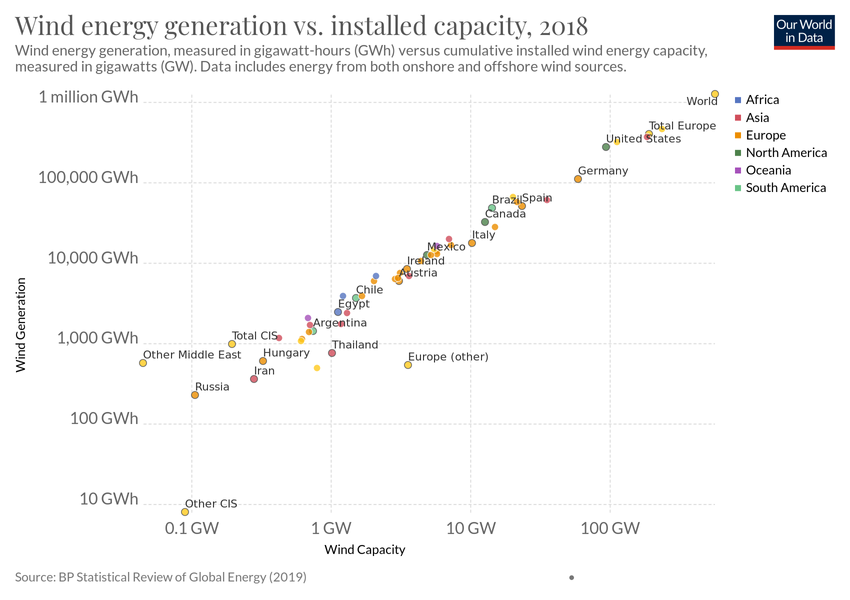 Wind energy generation vs. installed capacity, 2018
Wind energy generation, measured in gigawatt-hours (GWh) versus cumulative installed wind energy capacity,
measured in gigawatts (GW). Data includes energy from both onshore and offshore wind sources.
Our World
in Data
1 million GWh
100,000 GWh
10,000 GWh
1,000 GWh
100 GWh
10 GWh
Wind Generation
World
Total Europe
United States
Germany
Brazil
Spain
Canada
Italy
Mexico
Ireland
Austria
Chile
Egypt
Argentina
Total CIS
Thailand
Other Middle East
Hungary
Europe (other)
Iran
Russia
Other CIS
0.1 GW
1 GW
10 GW
100 GW
Wind Capacity
Africa
Asia
Europe
North America
Oceania
South America
Source: BP Statistical Review of Global Energy (2019)